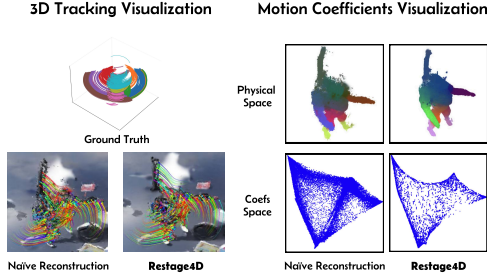 3D Tracking Visualization
Ground Truth
Naïve Reconstruction
Restage4D
Motion Coefficients Visualization
Physical
Space
Coefs
Space
Naïve Reconstruction
Restage4D